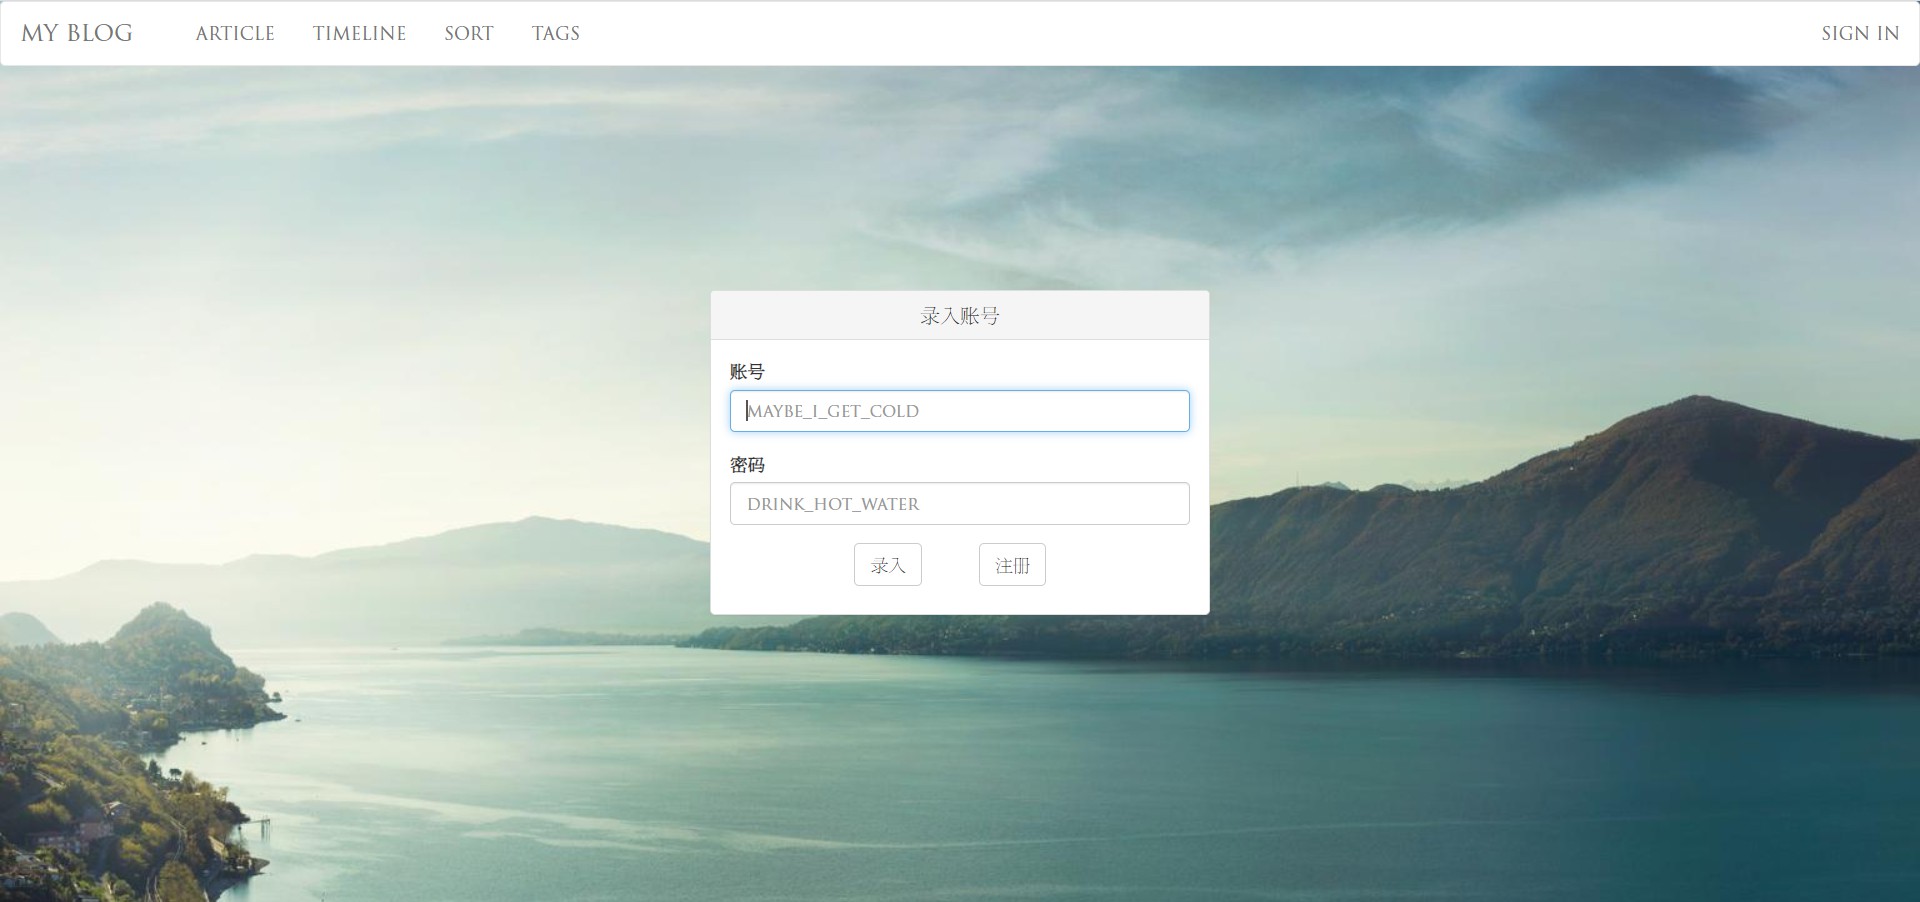 MY BLOG ARTICLE TIMELINE SORT TAGS SIGN IN
录入账号
账号
MAYBE_I_GET_COLD
密码
DRINK_HOT_WATER
录入 注册